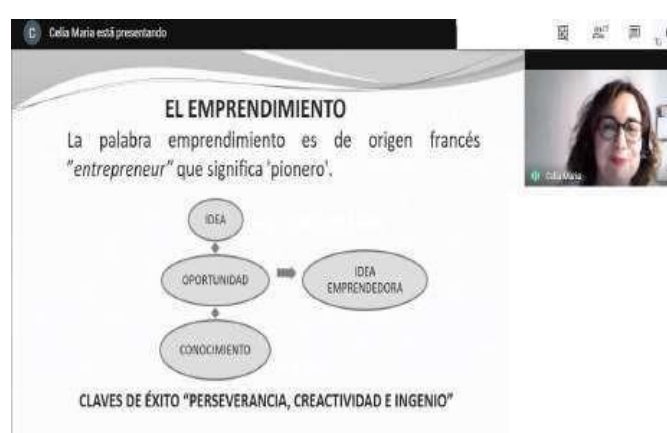 C Celia Maria está presentando
EL EMPRENDIMIENTO
La palabra emprendimiento es de origen francés
"entrepreneur" que significa 'pionero'.
IDEA
OPORTUNIDAD
IDEA
EMPRENDEDORA
CONOCIMIENTO
CLAVES DE ÉXITO "PERSEVERANCIA, CREACTIVIDAD E INGENIO"
Celia Maria